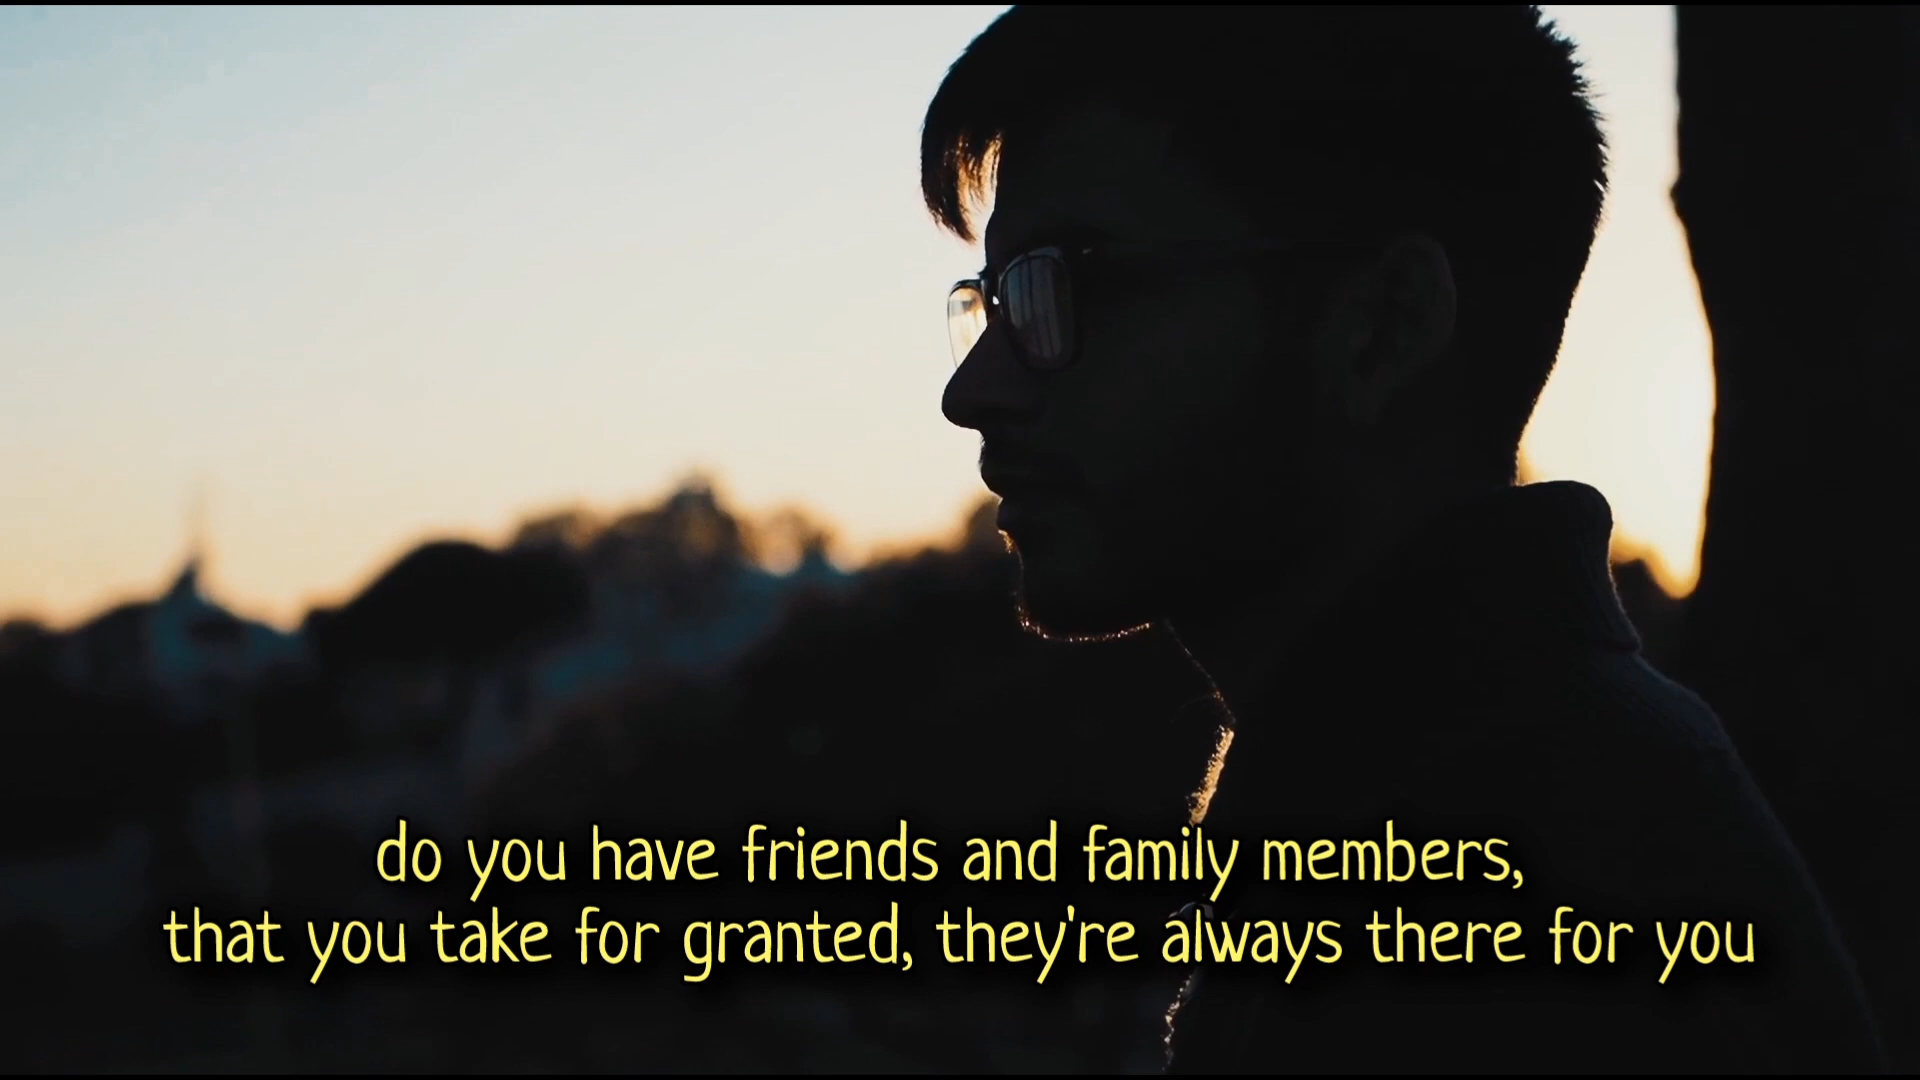 do you have friends and family members,
that you take for granted, they're always there for you